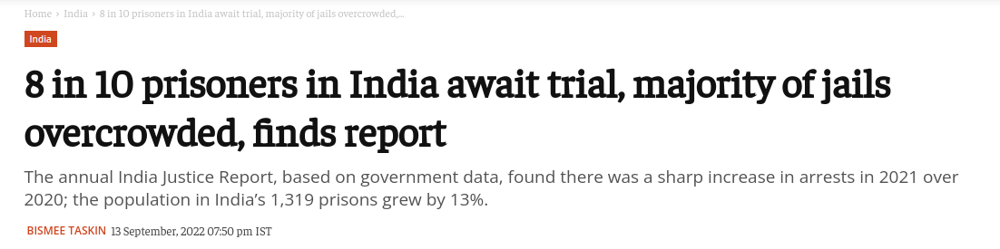 Home › India › 8 in 10 prisoners in India await trial, majority of jails overcrowded,...
India
8 in 10 prisoners in India await trial, majority of jails
overcrowded, finds report
The annual India Justice Report, based on government data, found there was a sharp increase in arrests in 2021 over
2020; the population in India’s 1,319 prisons grew by 13%.
BISMEE TASKIN 13 September, 2022 07:50 pm IST